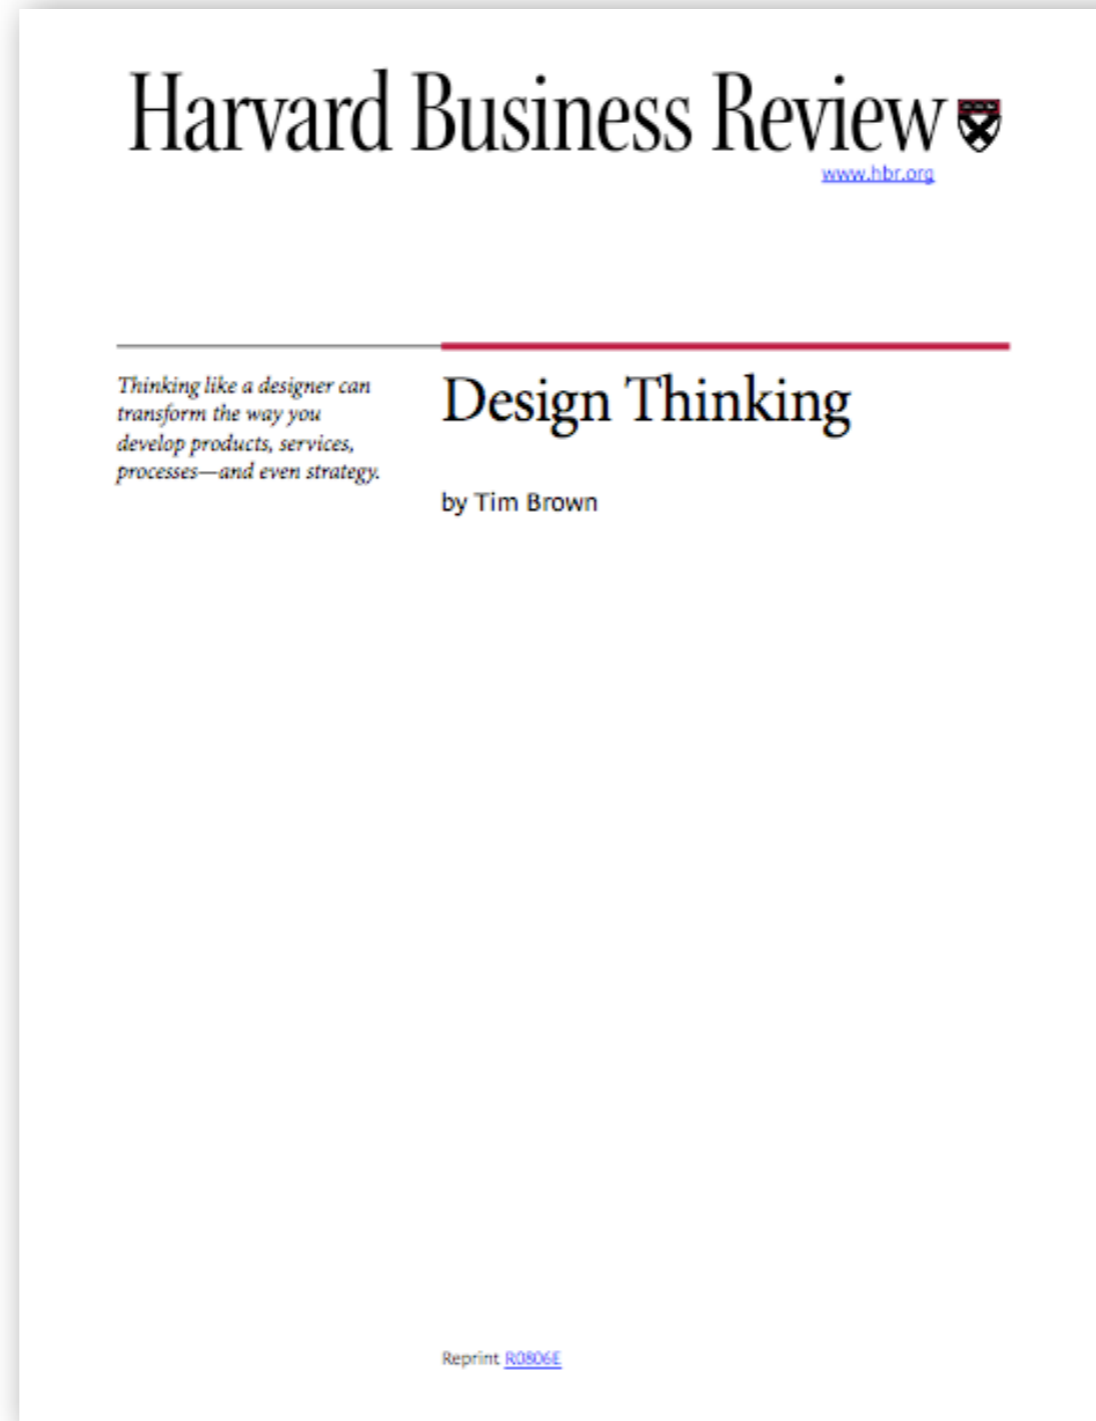 Harvard Business Review
www.hbr.org
Thinking like a designer can
transform the way you
develop products, services,
processes—and even strategy.
Design Thinking
by Tim Brown
Reprint R0806E